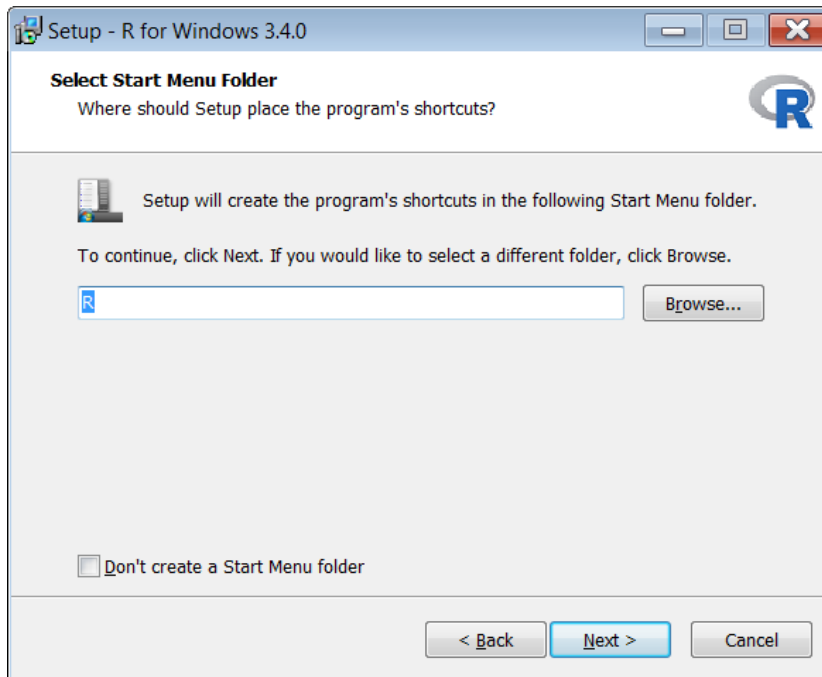 Setup - R for Windows 3.4.0
Select Start Menu Folder
Where should Setup place the program's shortcuts?
R
Setup will create the program's shortcuts in the following Start Menu folder.
To continue, click Next. If you would like to select a different folder, click Browse.
R
Browse...
Don't create a Start Menu folder
< Back
Next >
Cancel